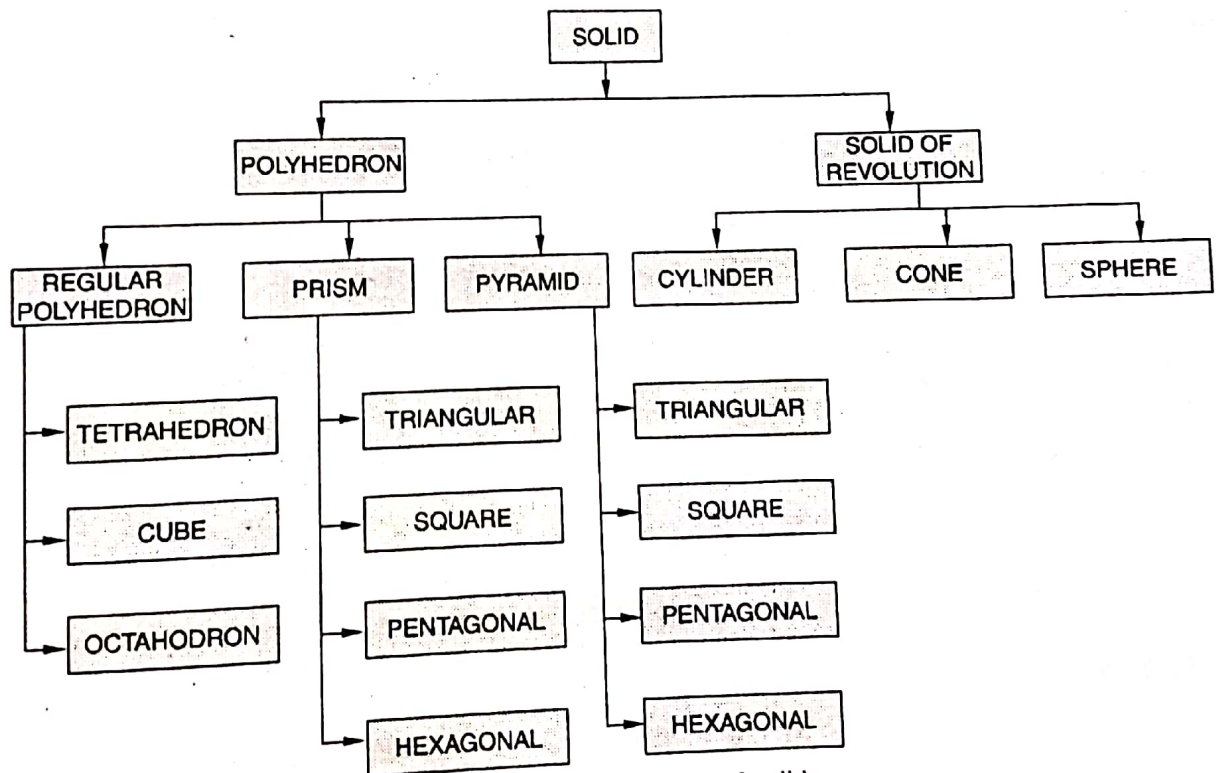 SOLID
POLYHEDRON
SOLID OF
REVOLUTION
REGULAR
POLYHEDRON
PRISM
PYRAMID
CYLINDER
CONE
SPHERE
TETRAHEDRON
CUBE
OCTAHODRON
TRIANGULAR
SQUARE
PENTAGONAL
HEXAGONAL
TRIANGULAR
SQUARE
PENTAGONAL
HEXAGONAL